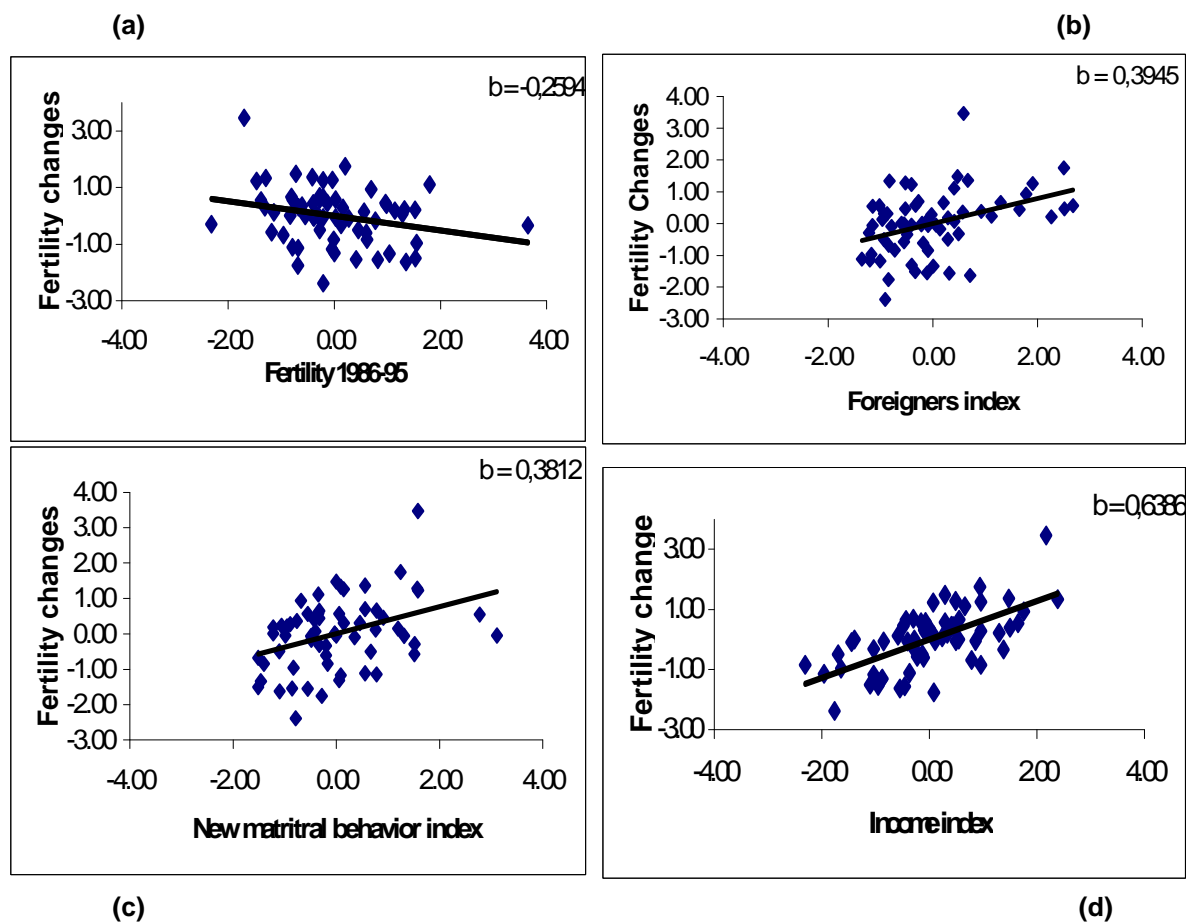 (a)
(b)
b = -0,2594
Fertility changes
3.00
1.00
-1.00
-3.00
-4.00 -2.00 0.00 2.00 4.00
Fertility 1986-95
b = 0,3945
Fertility Changes
4.00
3.00
2.00
1.00
0.00
-1.00
-2.00
-3.00
-4.00 -2.00 0.00 2.00 4.00
Foreigners index
b = 0,3812
Fertility changes
4.00
3.00
2.00
1.00
0.00
-1.00
-2.00
-3.00
-4.00 -2.00 0.00 2.00 4.00
New matritral behavior index
b = 0,6386
Fertility change
3.00
1.00
-1.00
-3.00
-4.00 -2.00 0.00 2.00 4.00
Income index
(c)
(d)